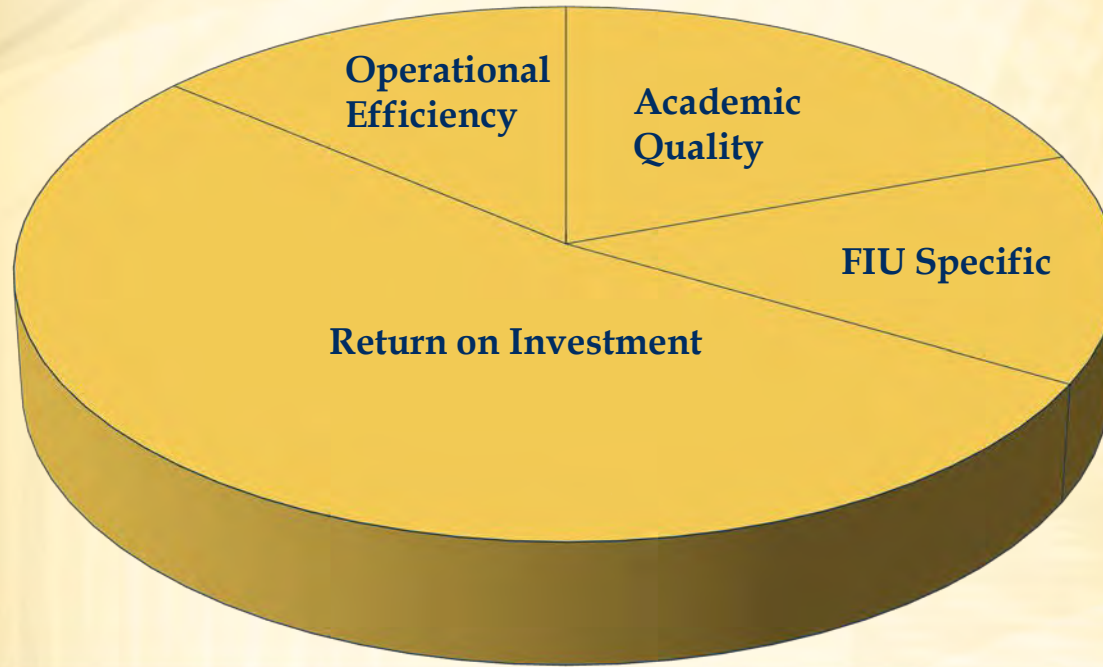 Operational
Efficiency
Academic
Quality
FIU Specific
Return on Investment